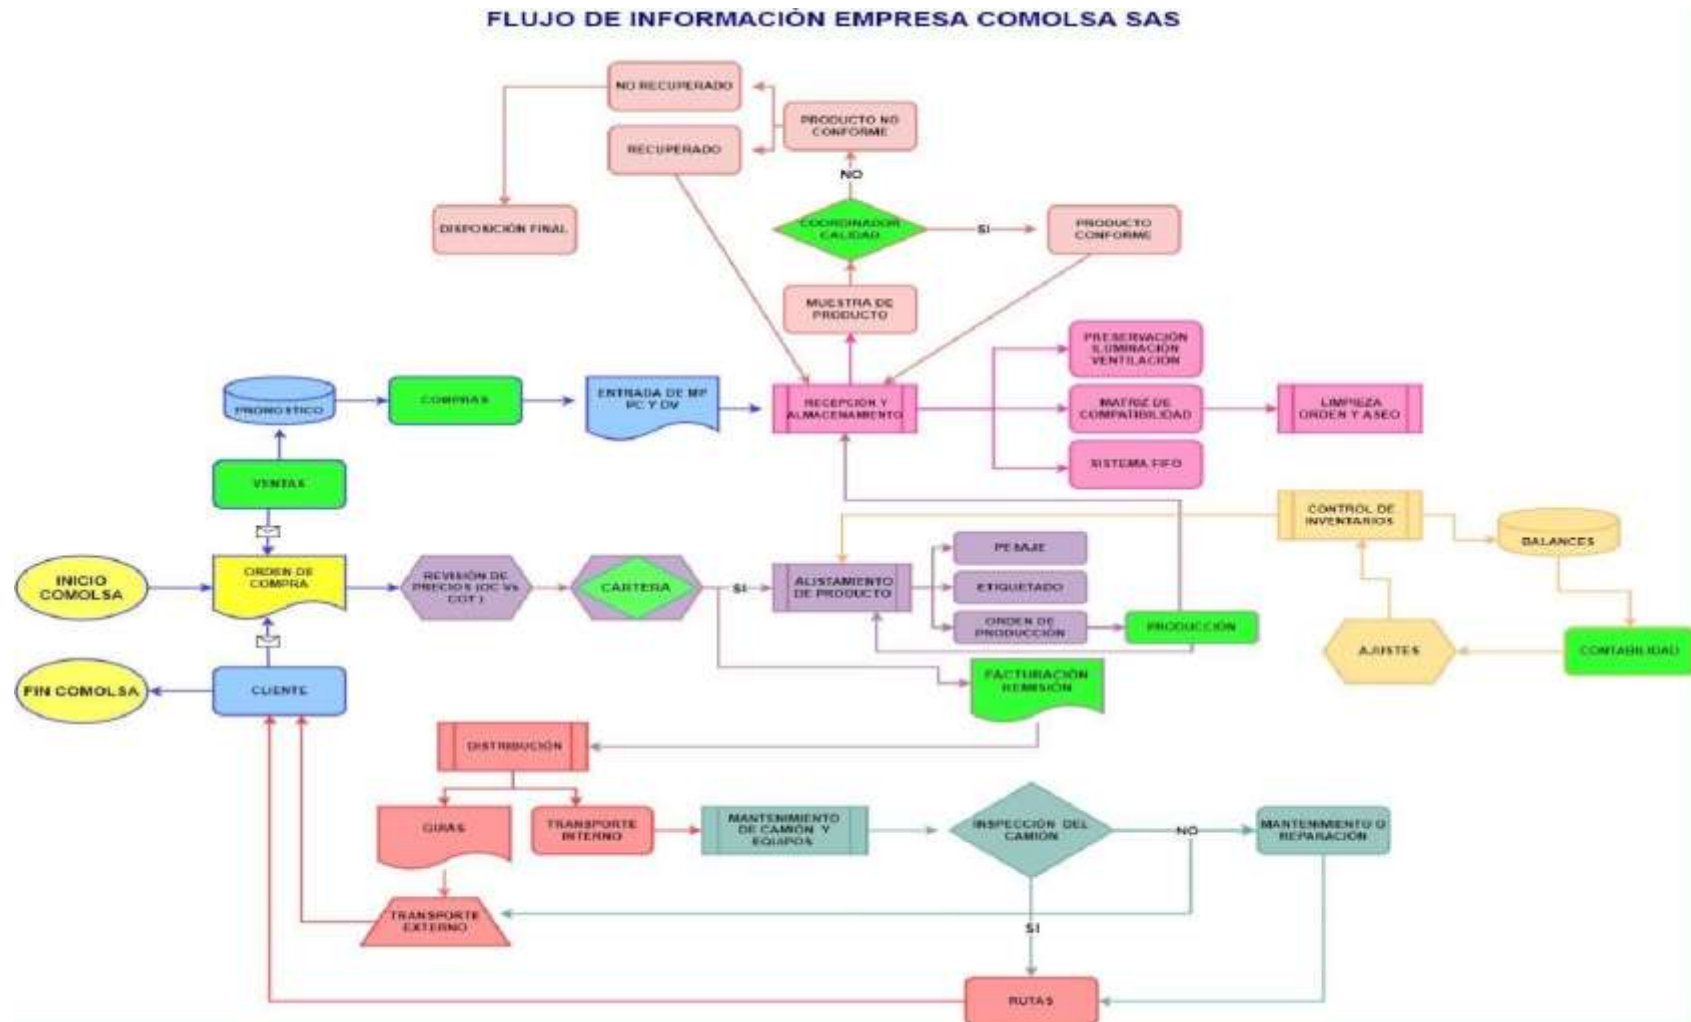 FLUJO DE INFORMACIÓN EMPRESA COMOLSA SAS
NO RECUPERADO
PRODUCTO NO
CONFORME
RECUPERADO
NO
DISPOSICIÓN FINAL
COORDINADOR
CALIDAD
SI
PRODUCTO
CONFORME
MUESTRA DE
PRODUCTO
PRESERVACIÓN
ILUMINACIÓN
VENTILACIÓN
PRONOSTICO
COMPRAS
ENTRADA DE MP
PC Y DV
RECEPCIÓN Y
ALMACENAMIENTO
MATRIZ DE
COMPATIBILIDAD
LIMPIEZA
ORDEN Y ASEO
SISTEMA FIFO
VENTAS
CONTROL DE
INVENTARIOS
BALANCES
PESAJE
INICIO
COMOLSA
ORDEN DE
COMPRA
REVISIÓN DE
PRECIOS (OC Vs
COT )
CARTERA
SI
ALISTAMIENTO
DE PRODUCTO
ETIQUETADO
ORDEN DE
PRODUCCIÓN
PRODUCCIÓN
AJUSTES
CONTABILIDAD
FIN COMOLSA
CLIENTE
FACTURACIÓN
REMISIÓN
DISTRIBUCIÓN
TRANSPORTE
INTERNO
MANTENIMIENTO
DE CAMIÓN Y
EQUIPOS
INSPECCIÓN DEL
CAMIÓN
NO
MANTENIMIENTO O
REPARACIÓN
TRANSPORTE
EXTERNO
SI
RUTAS